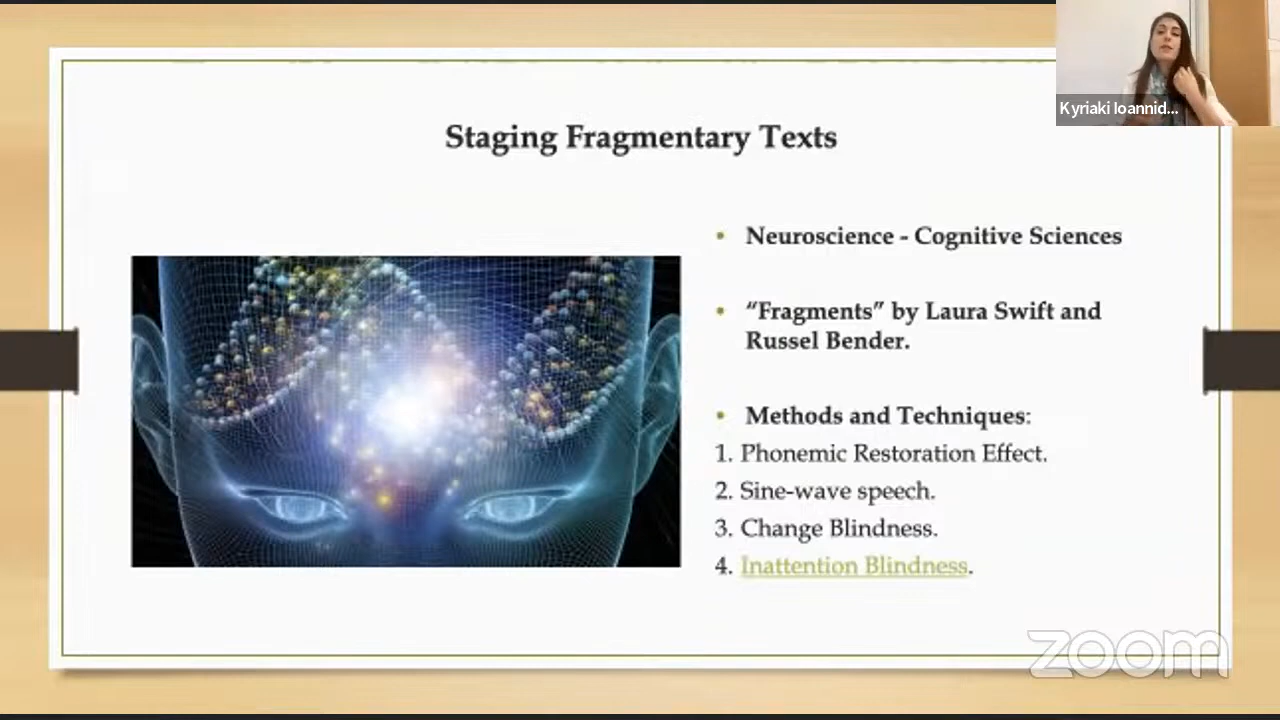 Kyriaki Ioannid...
Staging Fragmentary Texts
• Neuroscience - Cognitive Sciences
• “Fragments” by Laura Swift and
Russel Bender.
• Methods and Techniques:
1. Phonemic Restoration Effect.
2. Sine-wave speech.
3. Change Blindness.
4. Inattention Blindness.
zoom